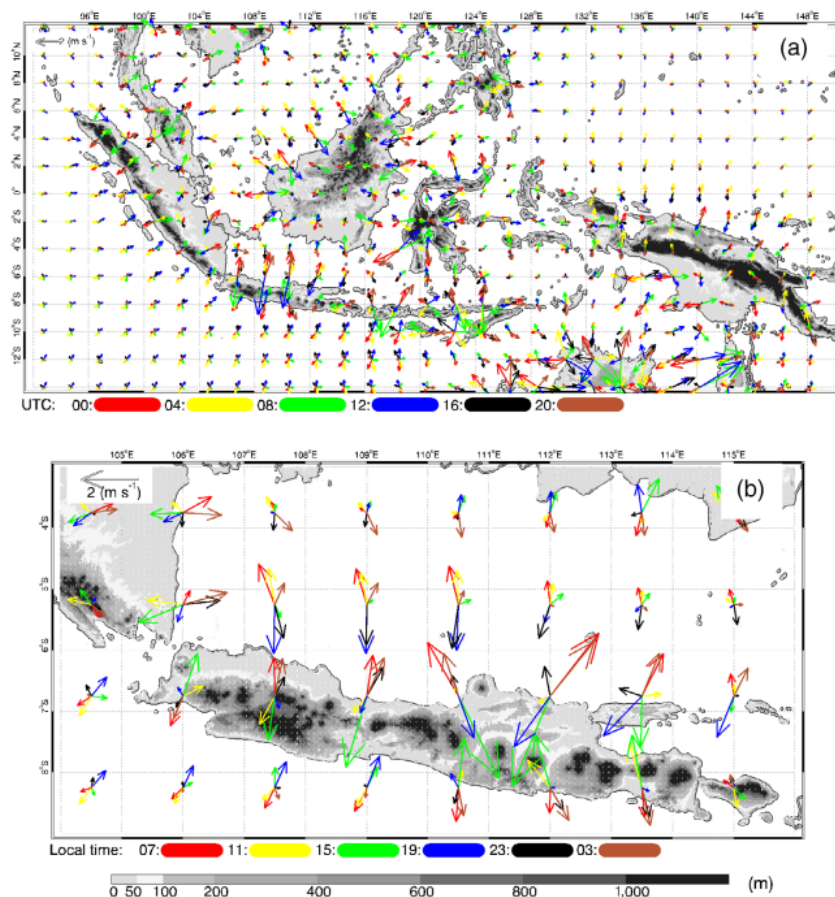 96°E 100°E 104°E 108°E 112°E 116°E 120°E 124°E 128°E 132°E 136°E 140°E 144°E 148°E
(m s⁻¹)
(a)
10°N
8°N
6°N
4°N
2°N
0°
2°S
4°S
6°S
8°S
10°S
12°S
UTC: 00: 04: 08: 12: 16: 20:
105°E 106°E 107°E 108°E 109°E 110°E 111°E 112°E 113°E 114°E 115°E
2 (m s⁻¹)
(b)
4°S
5°S
6°S
7°S
8°S
Local time: 07: 11: 15: 19: 23: 03:
0 50 100 200 400 600 800 1,000 (m)